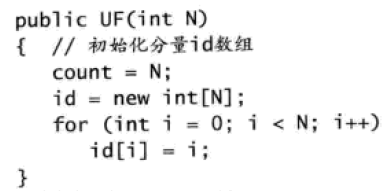 public UF(int N)
{  // 初始化分量id数组
   count = N;
   id = new int[N];
   for (int i = 0; i < N; i++)
      id[i] = i;
}